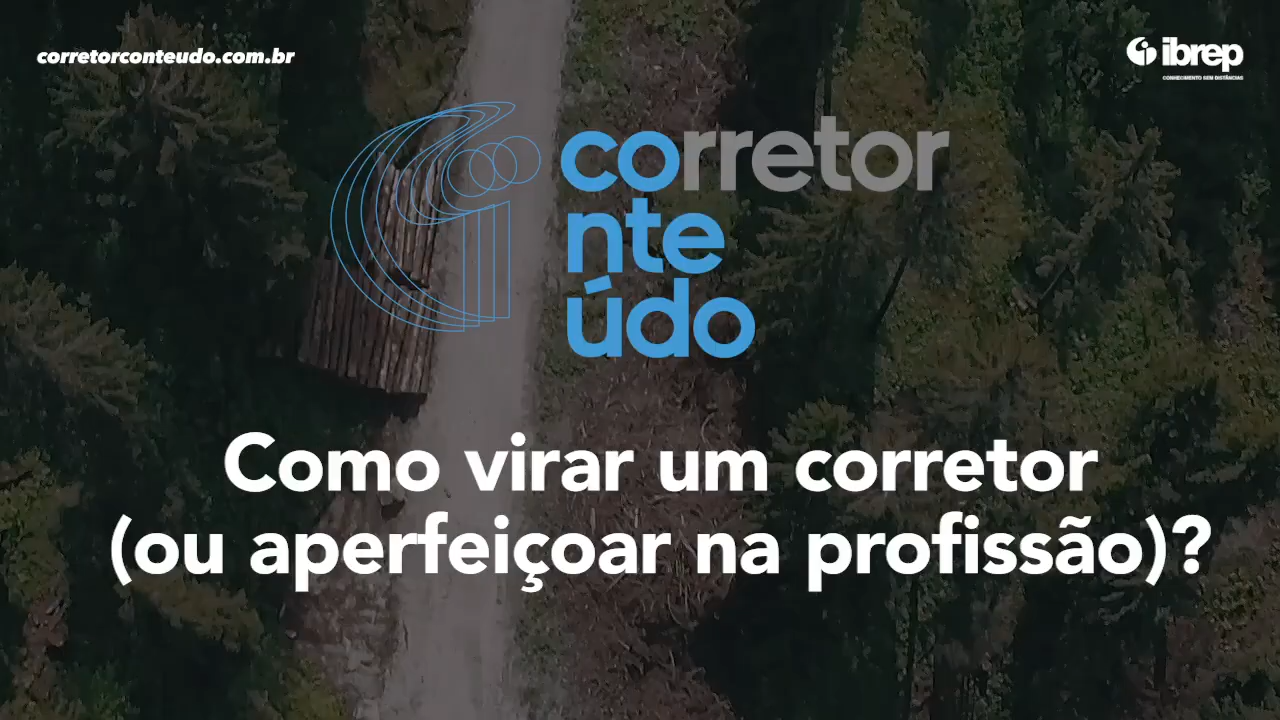 corretorconteudo.com.br
ibrep
CONHECIMENTO SEM DISTÂNCIAS
corretor
nte
údo
Como virar um corretor
(ou aperfeiçoar na profissão)?